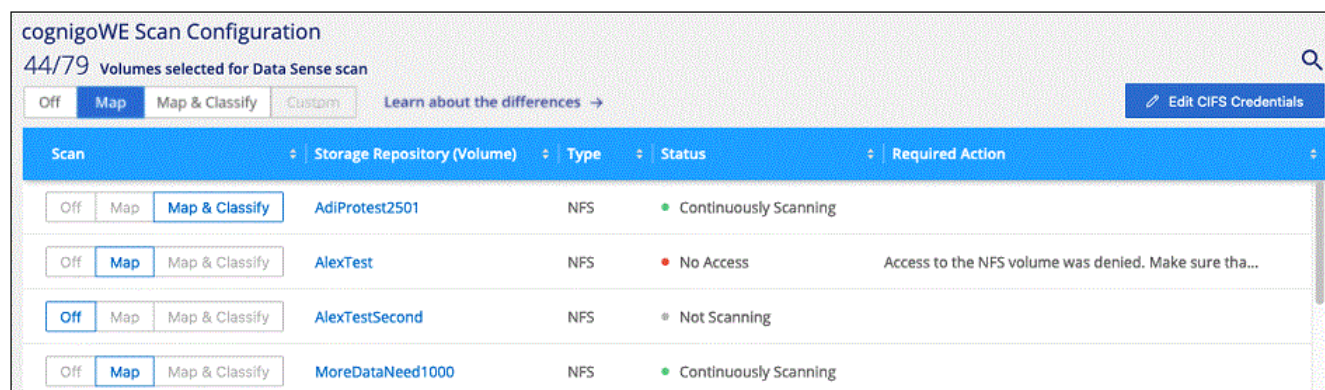 cognigoWE Scan Configuration
44/79 Volumes selected for Data Sense scan
Off Map Map & Classify Custom Learn about the differences → Edit CIFS Credentials
Scan Storage Repository (Volume) Type Status Required Action
Off Map Map & Classify AdiProtest2501 NFS Continuously Scanning
Off Map Map & Classify AlexTest NFS No Access Access to the NFS volume was denied. Make sure tha...
Off Map Map & Classify AlexTestSecond NFS Not Scanning
Off Map Map & Classify MoreDataNeed1000 NFS Continuously Scanning